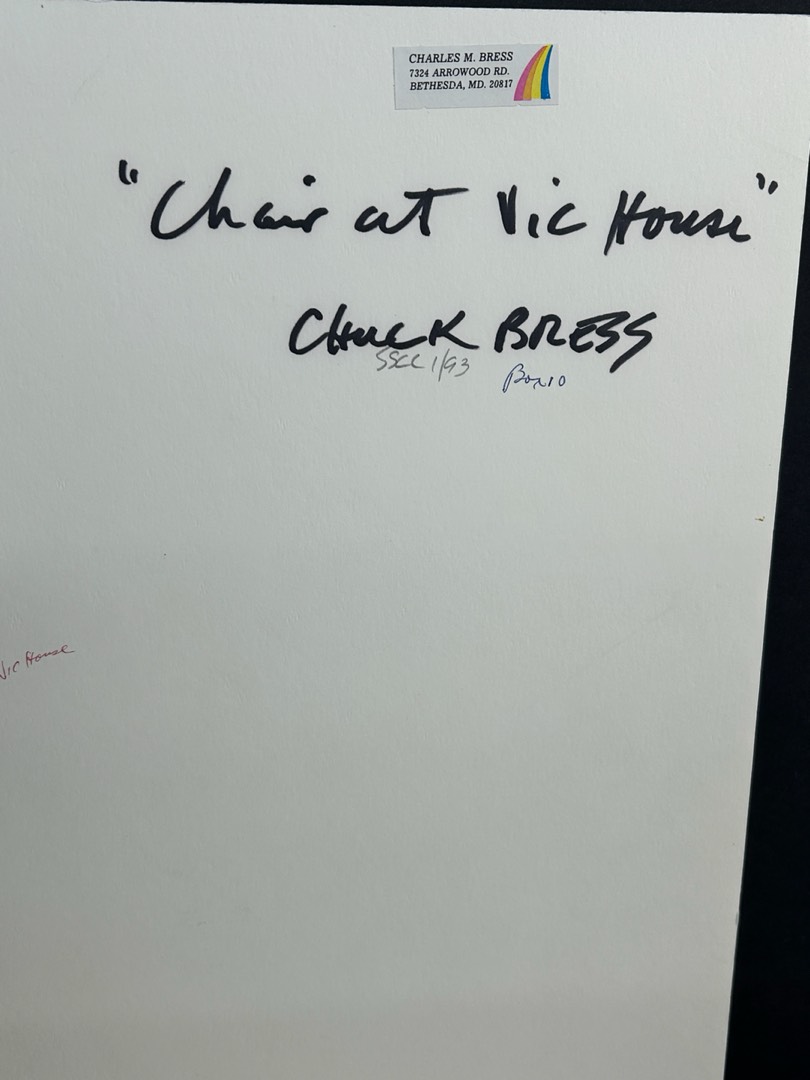 CHARLES M. BRESS
7324 ARROWOOD RD.
BETHESDA, MD. 20817
"Chair at Vic House"
CHUCK BRESS
SSCC 1/93
Box 10
Vic House